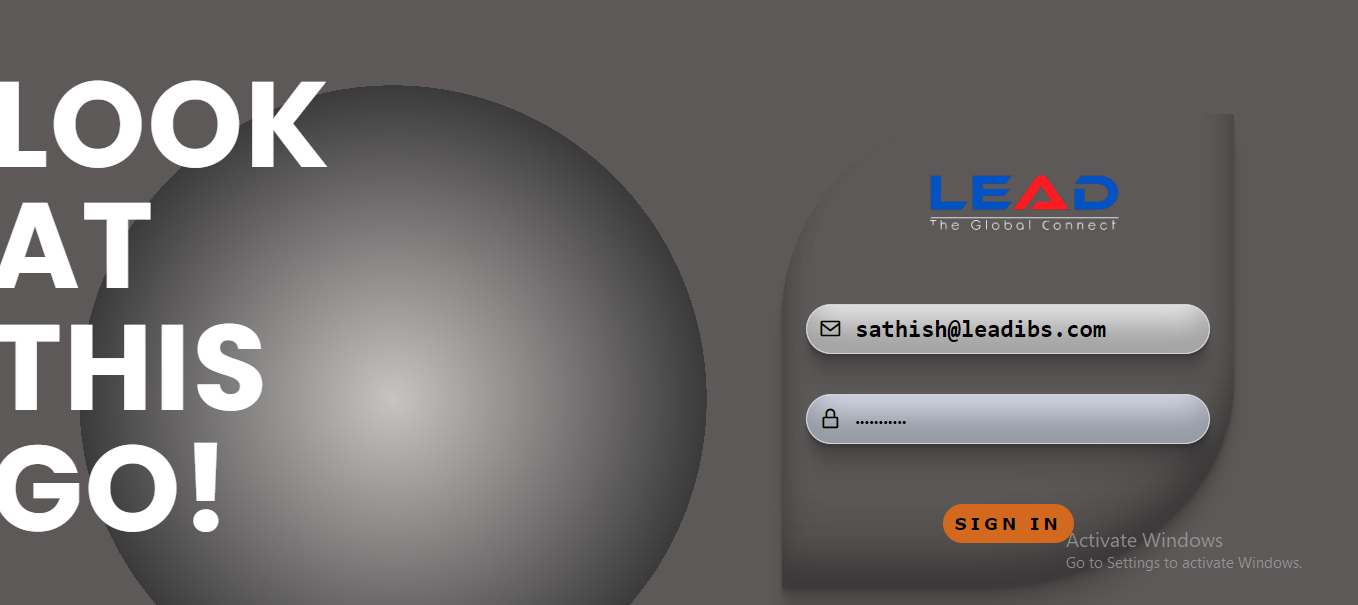 LOOK
AT
THIS
GO!
LEAD
The Global Connect
sathish@leadibs.com
...........
SIGN IN
Activate Windows
Go to Settings to activate Windows.